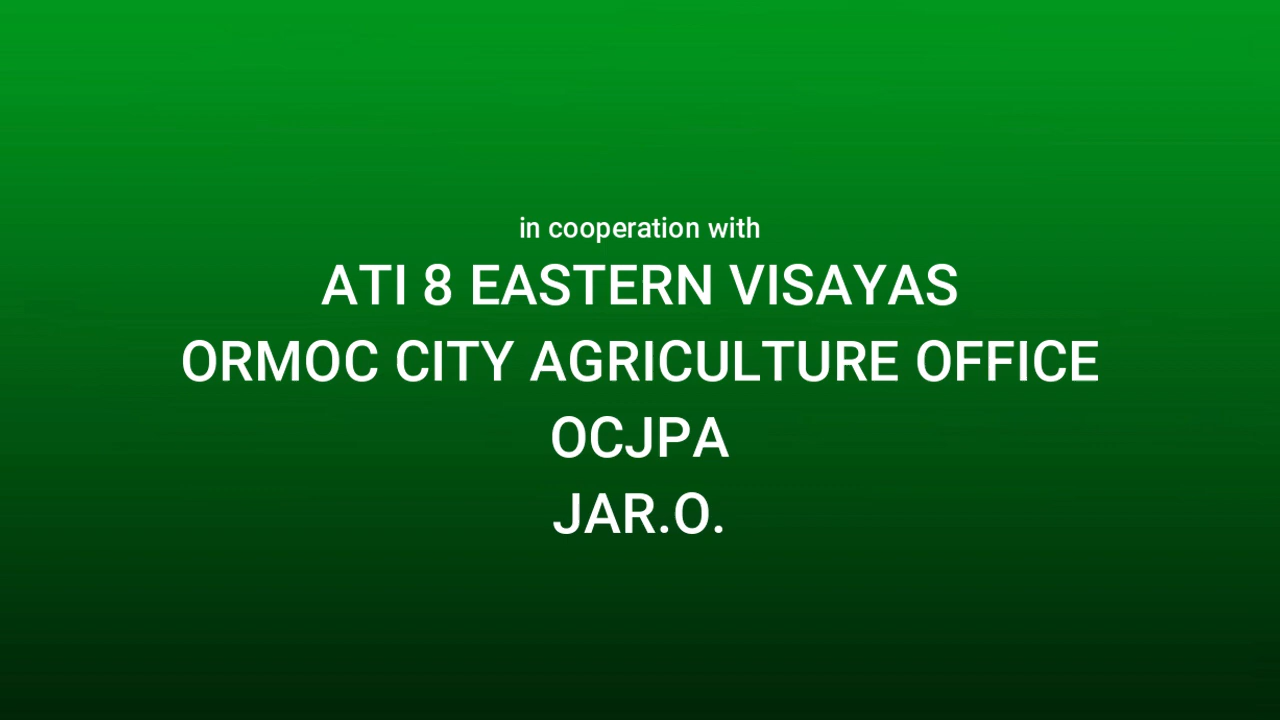 in cooperation with
ATI 8 EASTERN VISAYAS
ORMOC CITY AGRICULTURE OFFICE
OCJPA
JAR.O.